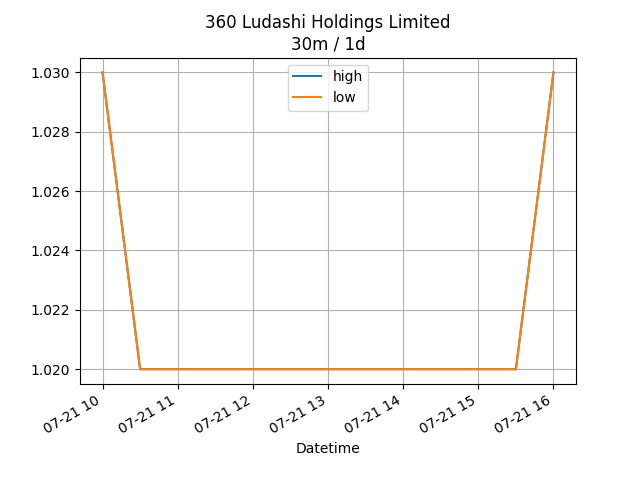 360 Ludashi Holdings Limited
30m / 1d
high
low
1.030
1.028
1.026
1.024
1.022
1.020
07-21 10
07-21 11
07-21 12
07-21 13
07-21 14
07-21 15
07-21 16
Datetime